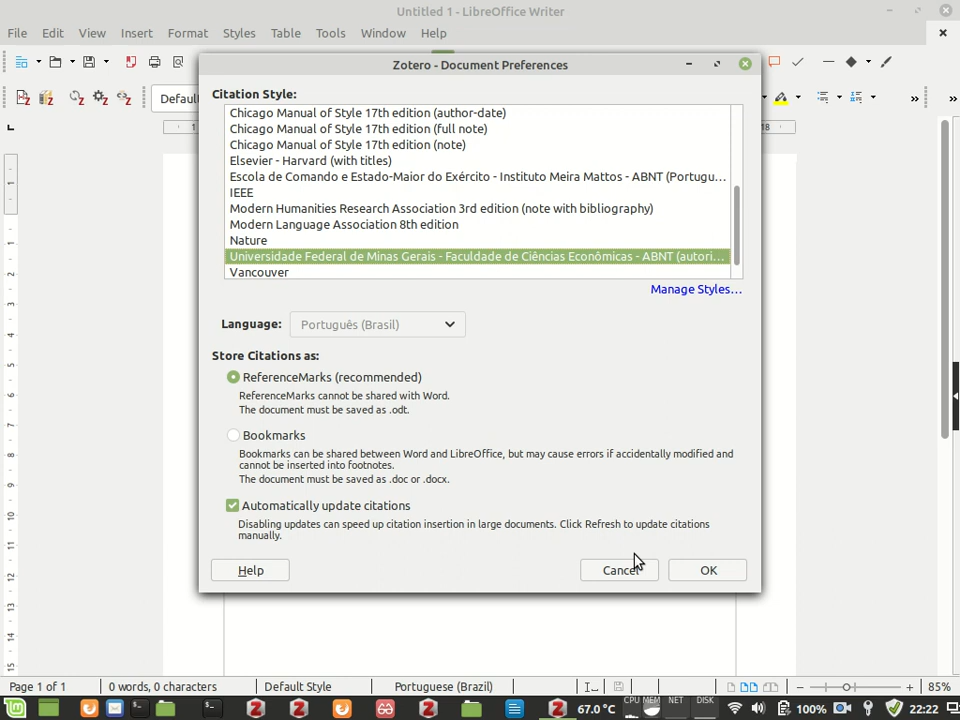 Untitled 1 - LibreOffice Writer
File Edit View Insert Format Styles Table Tools Window Help
Zotero - Document Preferences
Citation Style:
Default
Chicago Manual of Style 17th edition (author-date)
Chicago Manual of Style 17th edition (full note)
Chicago Manual of Style 17th edition (note)
Elsevier - Harvard (with titles)
Escola de Comando e Estado-Maior do Exército - Instituto Meira Mattos - ABNT (Portugu...
IEEE
Modern Humanities Research Association 3rd edition (note with bibliography)
Modern Language Association 8th edition
Nature
Universidade Federal de Minas Gerais - Faculdade de Ciências Econômicas - ABNT (autori...
Vancouver
Manage Styles...
Language: Português (Brasil)
Store Citations as:
ReferenceMarks (recommended)
ReferenceMarks cannot be shared with Word.
The document must be saved as .odt.
Bookmarks
Bookmarks can be shared between Word and LibreOffice, but may cause errors if accidentally modified and
cannot be inserted into footnotes.
The document must be saved as .doc or .docx.
Automatically update citations
Disabling updates can speed up citation insertion in large documents. Click Refresh to update citations
manually.
Help Cancel OK
Page 1 of 1 0 words, 0 characters Default Style Portuguese (Brazil) 85%
67.0 °C CPU MEM NET DISK 100% 22:22